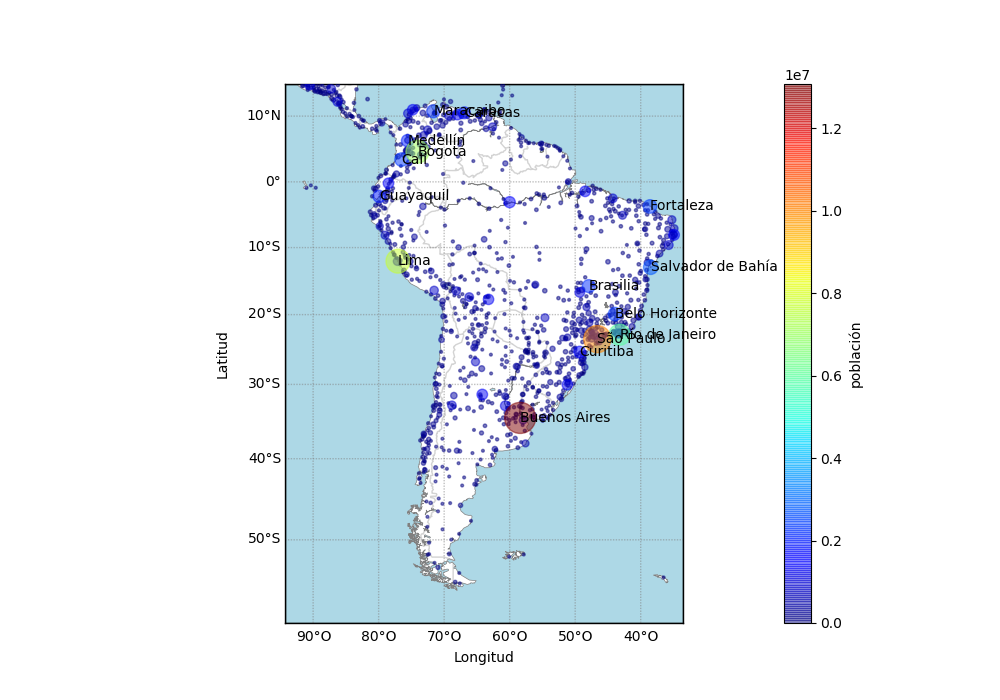 1e7
10°N
0°
10°S
20°S
30°S
40°S
50°S
Latitud
Maracaibo
Caracas
Medellín
Bogotá
Cali
Guayaquil
Fortaleza
Lima
Salvador de Bahía
Brasilia
Belo Horizonte
Río de Janeiro
São Paulo
Curitiba
Buenos Aires
90°O
80°O
70°O
60°O
50°O
40°O
Longitud
1.2
1.0
0.8
0.6
0.4
0.2
0.0
población